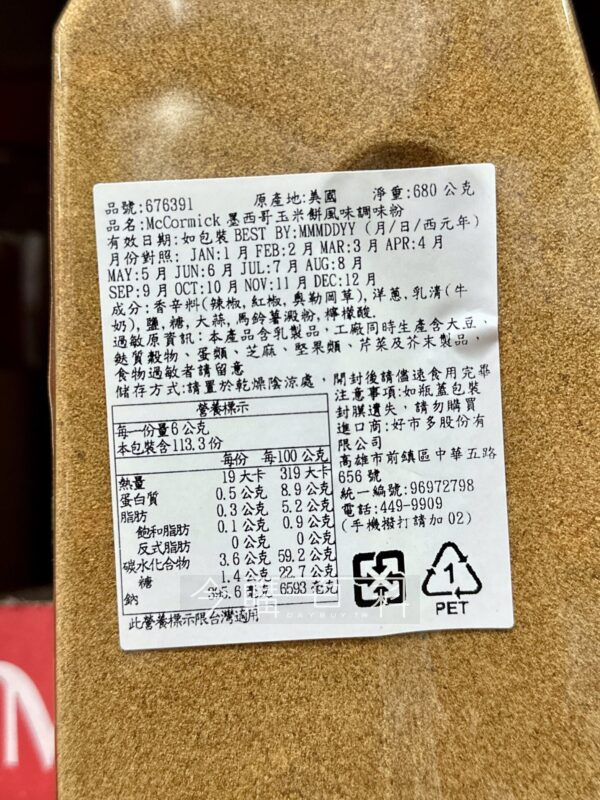 品號:676391 原產地:美國 淨重:680 公克
品名:McCormick 墨西哥玉米餅風味調味粉
有效日期:如包裝 BEST BY:MMMDDYY (月/日/西元年)
月份對照: JAN:1 月 FEB:2 月 MAR:3 月 APR:4 月
MAY:5 月 JUN:6 月 JUL:7 月 AUG:8 月
SEP:9 月 OCT:10 月 NOV:11 月 DEC:12 月
成分:香辛料(辣椒,紅椒,奧勒岡草),洋蔥,乳清(牛
奶),鹽,糖,大蒜,馬鈴薯澱粉,檸檬酸.
過敏原資訊:本產品含乳製品,工廠同時生產含大豆、
麩質穀物、蛋類、芝麻、堅果類、芹菜及芥末製品,
食物過敏者請留意
儲存方式:請置於乾燥陰涼處,開封後請儘速食用完畢
營養標示
每一份量6公克
本包裝含113.3份
每份 每100公克
熱量 19大卡 319大卡
蛋白質 0.5公克 8.9公克
脂肪 0.3公克 5.2公克
飽和脂肪 0.1公克 0.9公克
反式脂肪 0公克 0公克
碳水化合物 3.6公克 59.2公克
糖 1.4公克 22.7公克
鈉 毫克 6593毫克
此營養標示限台灣適用
注意事項:如瓶蓋包裝
封膜遺失,請勿購買
進口商:好市多股份有
限公司
高雄市前鎮區中華五路
656 號
統一編號:96972798
電話:449-9909
(手機撥打請加 02)
1
PET